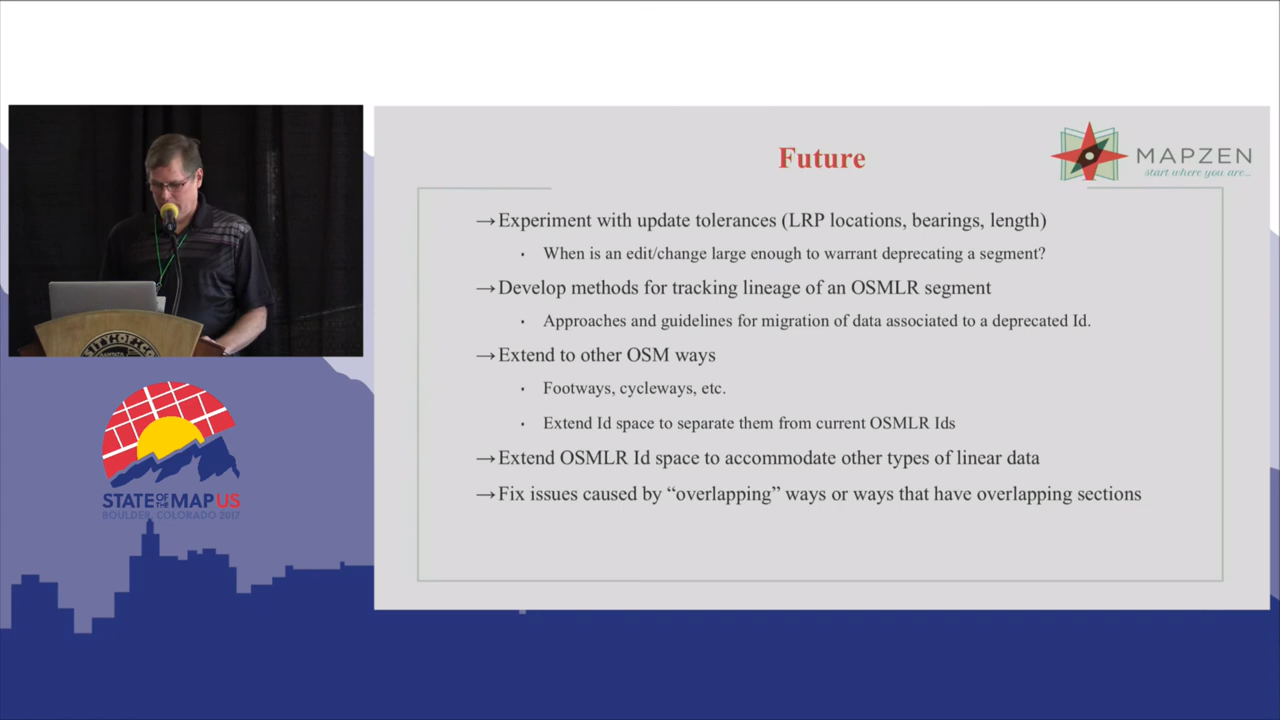 Future
MAPZEN
start where you are...
→Experiment with update tolerances (LRP locations, bearings, length)
· When is an edit/change large enough to warrant deprecating a segment?
→Develop methods for tracking lineage of an OSMLR segment
· Approaches and guidelines for migration of data associated to a deprecated Id.
→Extend to other OSM ways
· Footways, cycleways, etc.
· Extend Id space to separate them from current OSMLR Ids
→Extend OSMLR Id space to accommodate other types of linear data
→Fix issues caused by “overlapping” ways or ways that have overlapping sections
STATE OF THE MAP US
BOULDER, COLORADO 2017